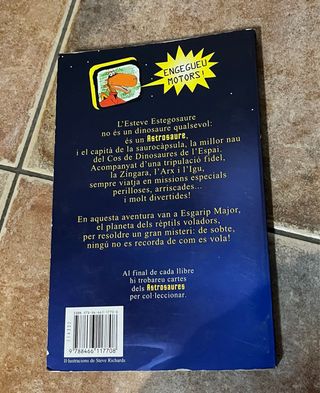 ENGEGUEU
MOTORS!
L'Esteve Estegosaure
no és un dinosaure qualsevol:
és un Astrosaure,
i el capità de la saurocàpsula, la millor nau
del Cos de Dinosaures de l'Espai.
Acompanyat d'una tripulació fidel,
la Zíngara, l'Arx i l'Igu,
sempre viatja en missions especials
perilloses, arriscades...
i molt divertides!
En aquesta aventura van a Esgarip Major,
el planeta dels rèptils voladors,
per resoldre un gran misteri: de sobte,
ningú no es recorda de com es vola!
Al final de cada llibre
hi trobareu cartes
dels Astrosaures
per col·leccionar.
9788466117708
Il·lustracions de Steve Richards